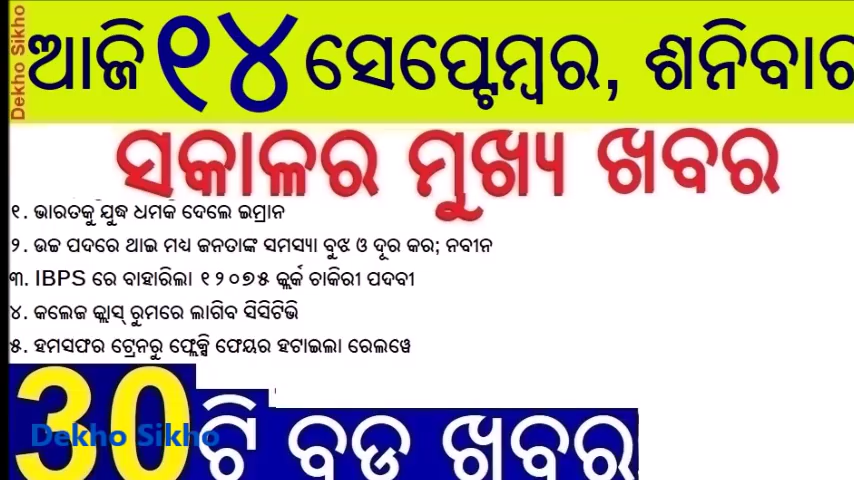 Dekho Sikho
ଆଜି ୧୪ ସେପ୍ଟେମ୍ବର, ଶନିବାର
ସକାଳର ମୁଖ୍ୟ ଖବର
୧. ଭାରତକୁ ଯୁଦ୍ଧ ଧମକ ଦେଲେ ଇମ୍ରାନ
୨. ଉଚ୍ଚ ପଦରେ ଥାଇ ମଧ୍ୟ ଜନତାଙ୍କ ସମସ୍ୟା ବୁଝ ଓ ଦୂର କର; ନବୀନ
୩. IBPS ରେ ବାହାରିଲା ୧୨୦୭୫ କ୍ଲର୍କ ଚାକିରୀ ପଦବୀ
୪. କଲେଜ କ୍ଲାସ୍ ରୁମରେ ଲାଗିବ ସିସିଟିଭି
୫. ହମସଫର ଟ୍ରେନରୁ ଫ୍ଲେକ୍ସି ଫେୟର ହଟାଇଲା ରେଲୱେ
30ଟି ବଡ ଖବର
Dekho Sikho